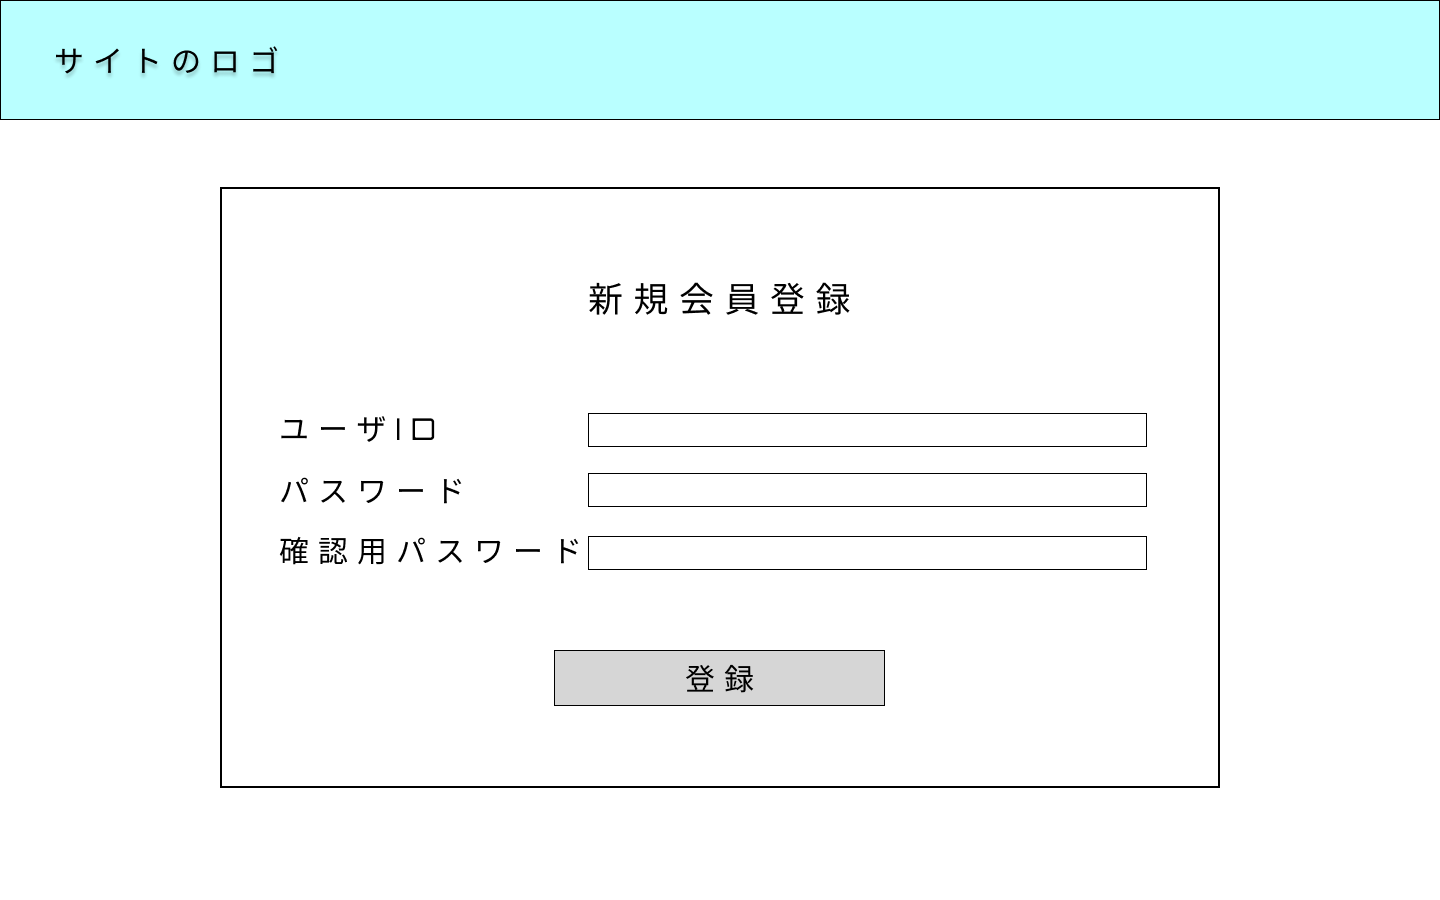 サイトのロゴ
新規会員登録
ユーザID
パスワード
確認用パスワード
登録